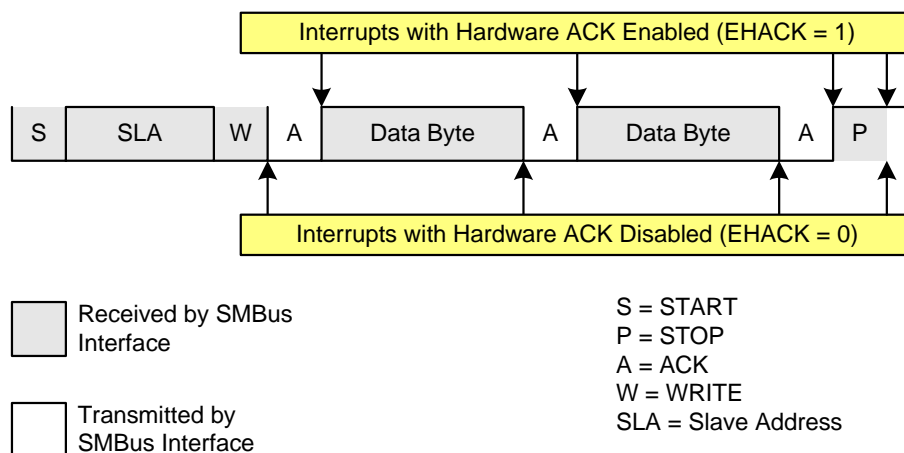 Interrupts with Hardware ACK Enabled (EHACK = 1)
S SLA W A Data Byte A Data Byte A P
Interrupts with Hardware ACK Disabled (EHACK = 0)
Received by SMBus
Interface
Transmitted by
SMBus Interface
S = START
P = STOP
A = ACK
W = WRITE
SLA = Slave Address